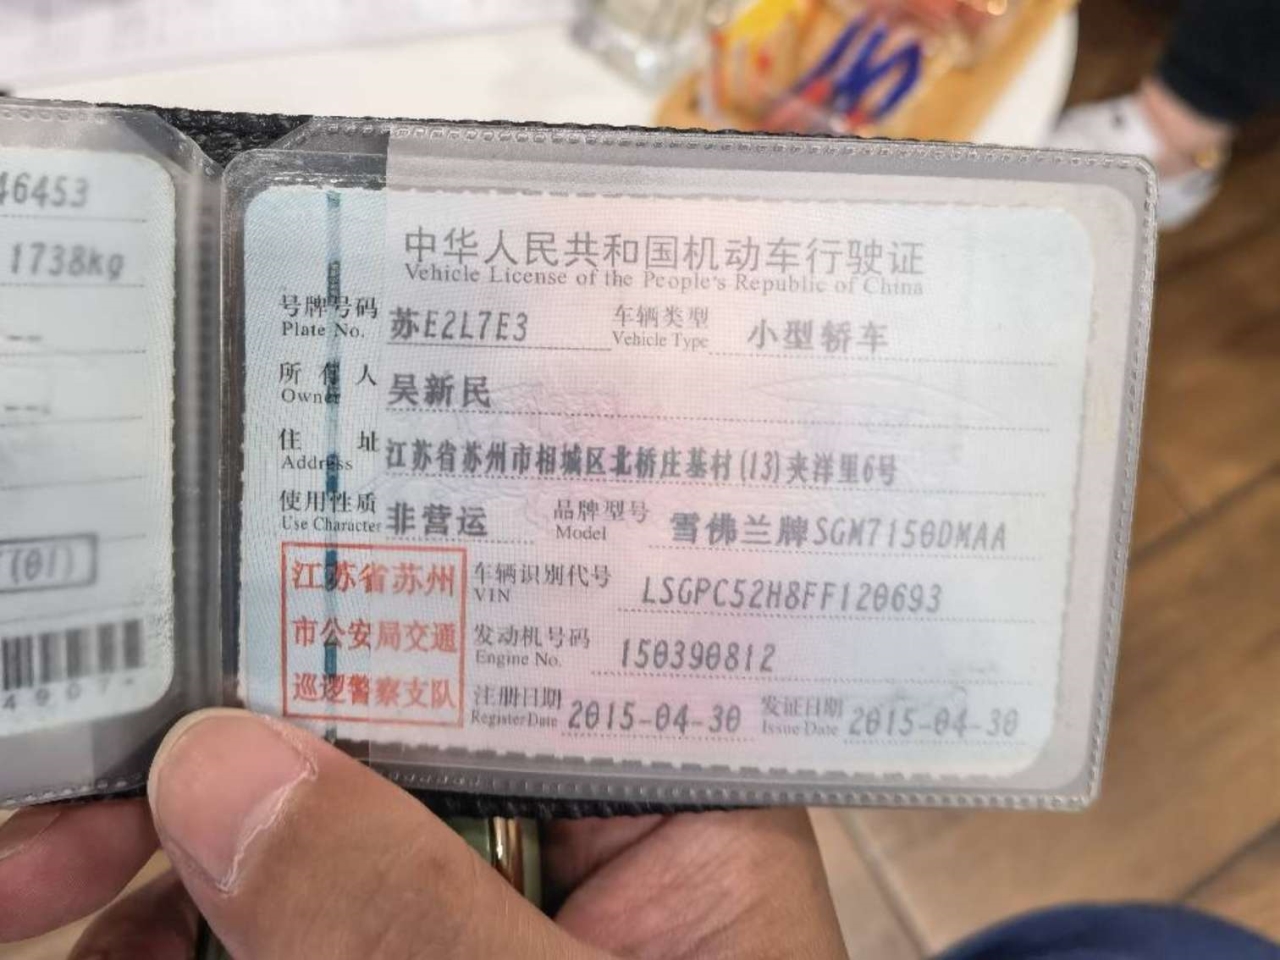 46453
1738kg
(01)
4907
中华人民共和国机动车行驶证
Vehicle License of the People's Republic of China
号牌号码 苏E2L7E3 车辆类型 小型轿车
Plate No. Vehicle Type
所有人 吴新民
Owner
住址 江苏省苏州市相城区北桥庄基村(13)夹洋里6号
Address
使用性质 非营运 品牌型号 雪佛兰牌SGM7150DMAA
Use Character Model
江苏省苏州
市公安局交通
巡逻警察支队
车辆识别代号 LSGPC52H8FF120693
VIN
发动机号码 150390812
Engine No.
注册日期 2015-04-30 发证日期 2015-04-30
Register Date Issue Date